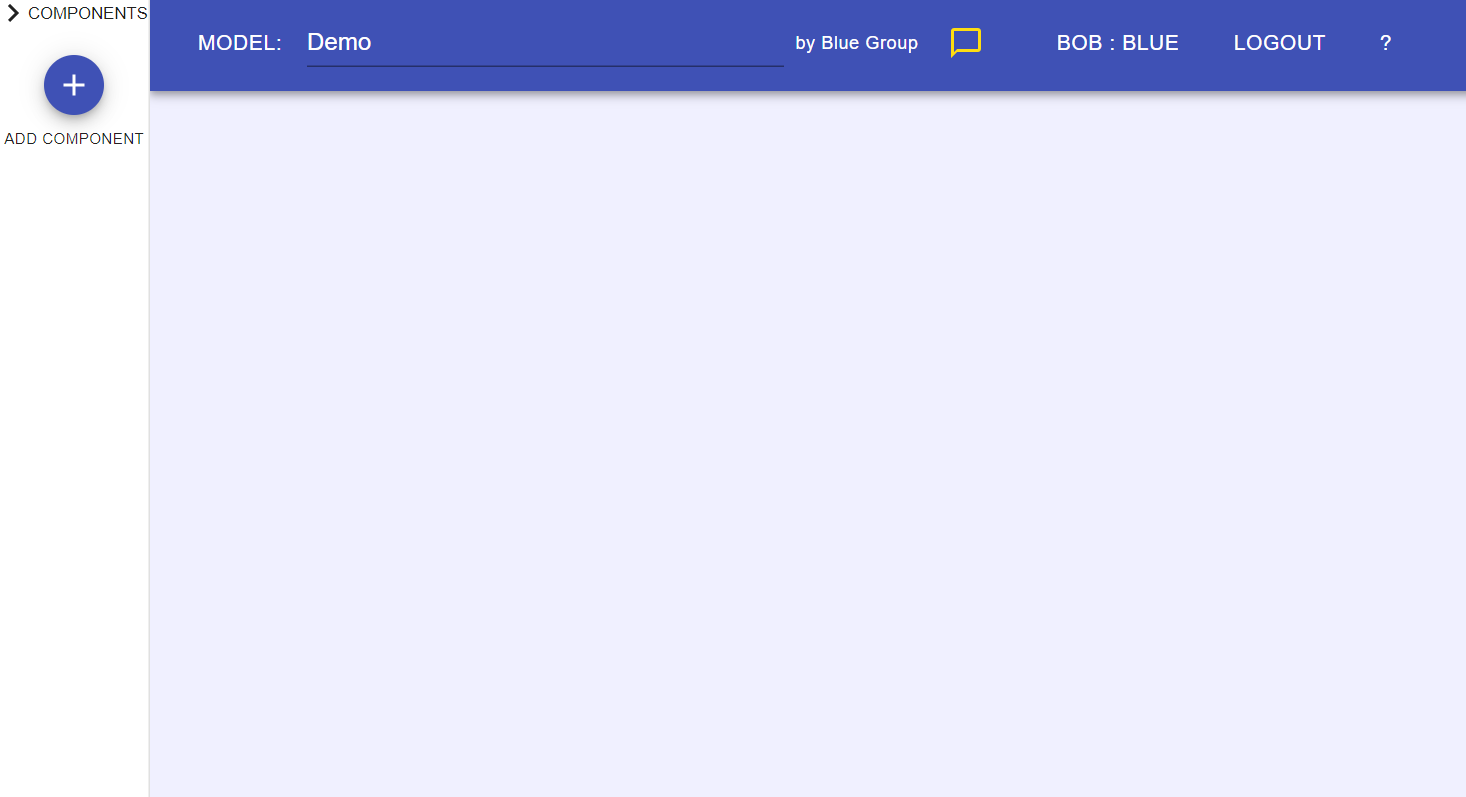 COMPONENTS
ADD COMPONENT
MODEL: Demo by Blue Group BOB : BLUE LOGOUT ?